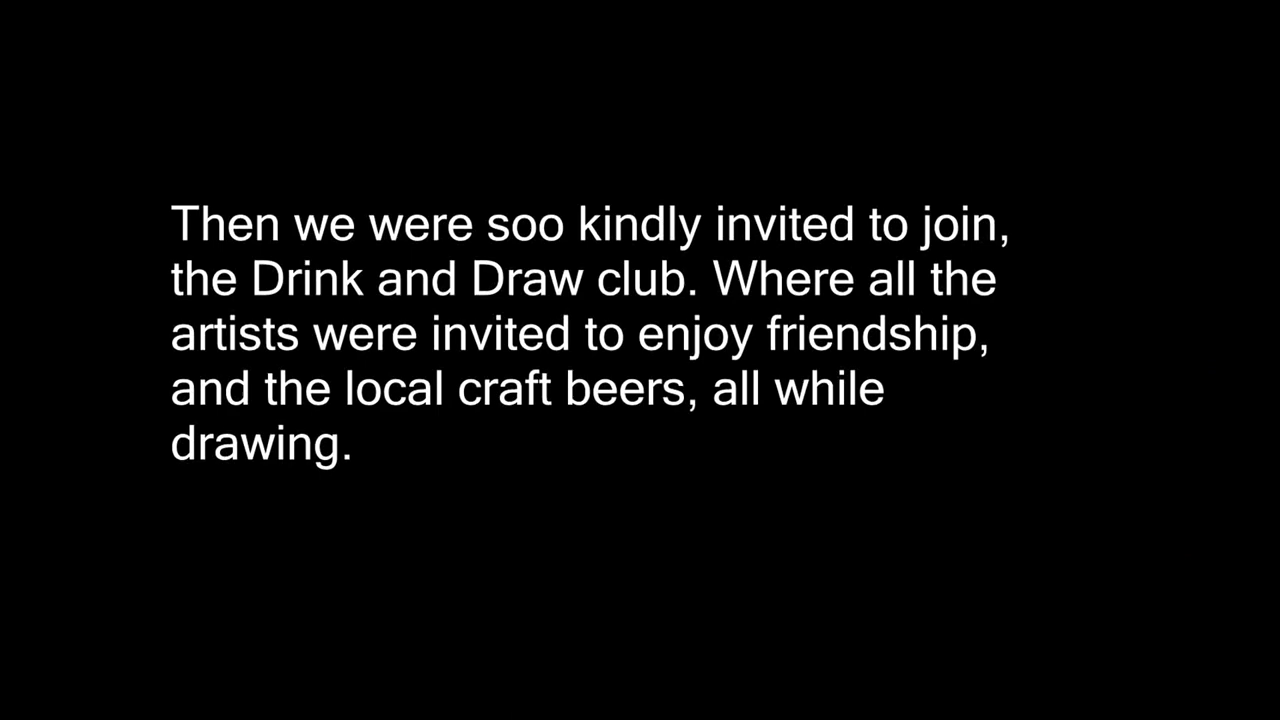 Then we were soo kindly invited to join,
the Drink and Draw club. Where all the
artists were invited to enjoy friendship,
and the local craft beers, all while
drawing.